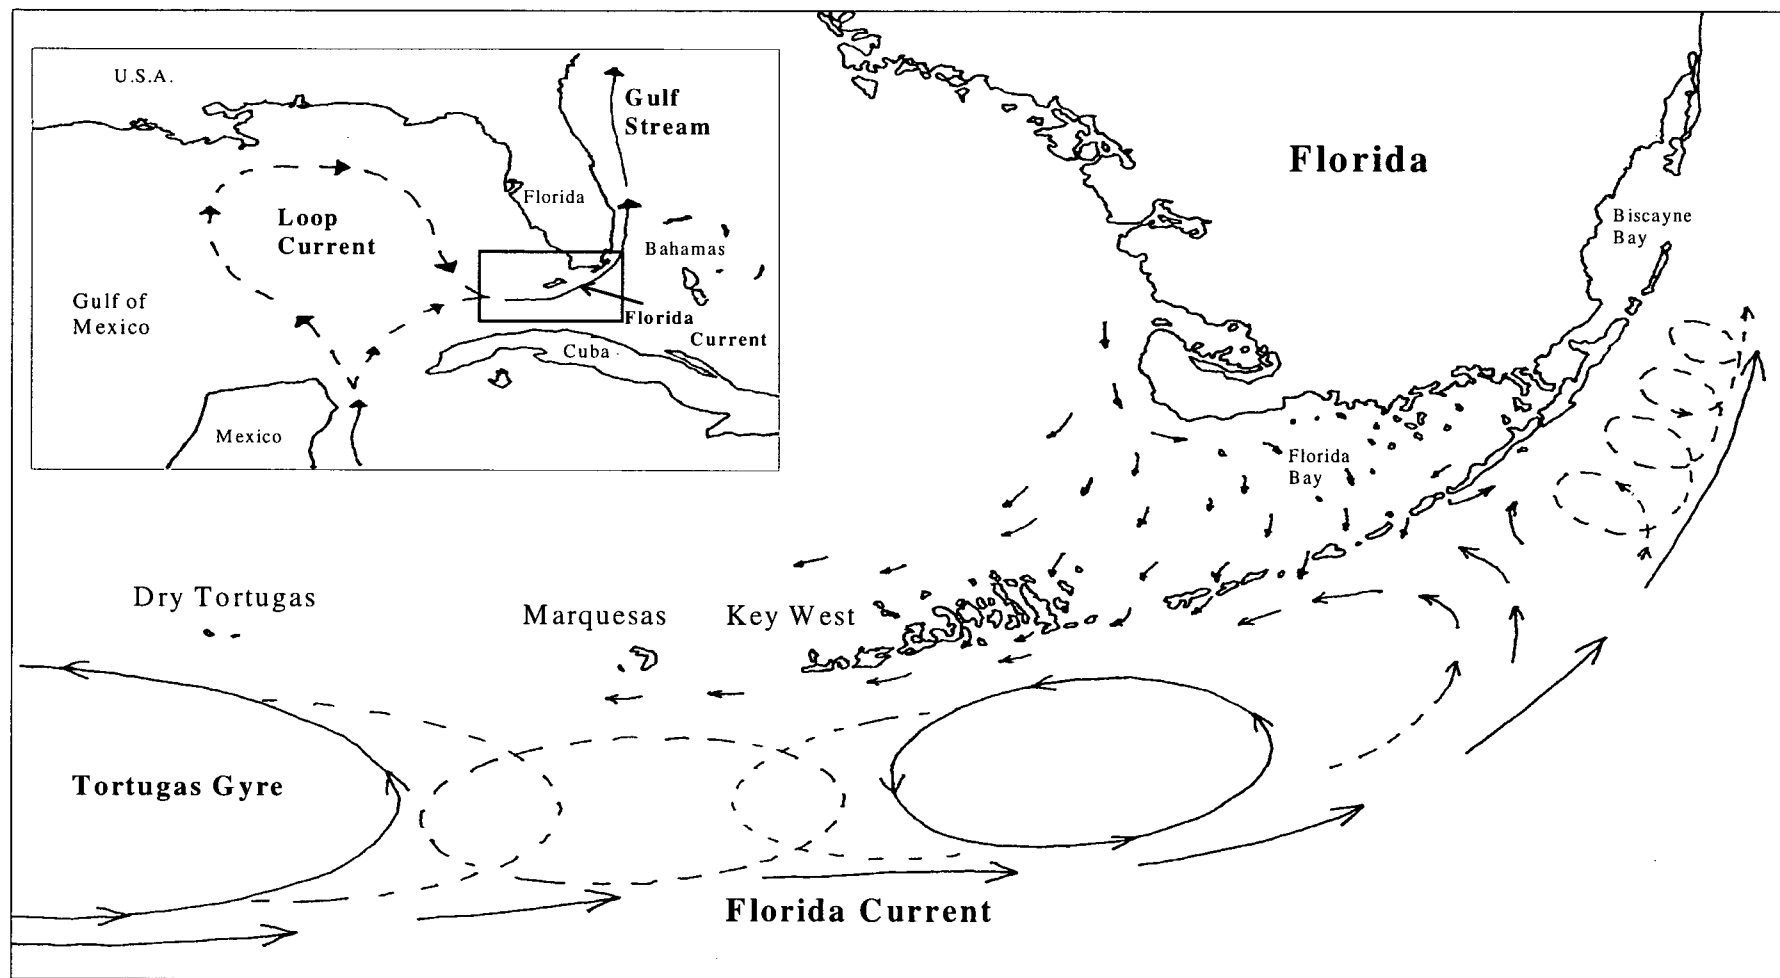 U.S.A.
Gulf
Stream
Florida
Loop
Current
Bahamas
Gulf of
Mexico
Florida
Current
Cuba
Mexico
Florida
Biscayne
Bay
Florida
Bay
Dry Tortugas
Marquesas
Key West
Tortugas Gyre
Florida Current